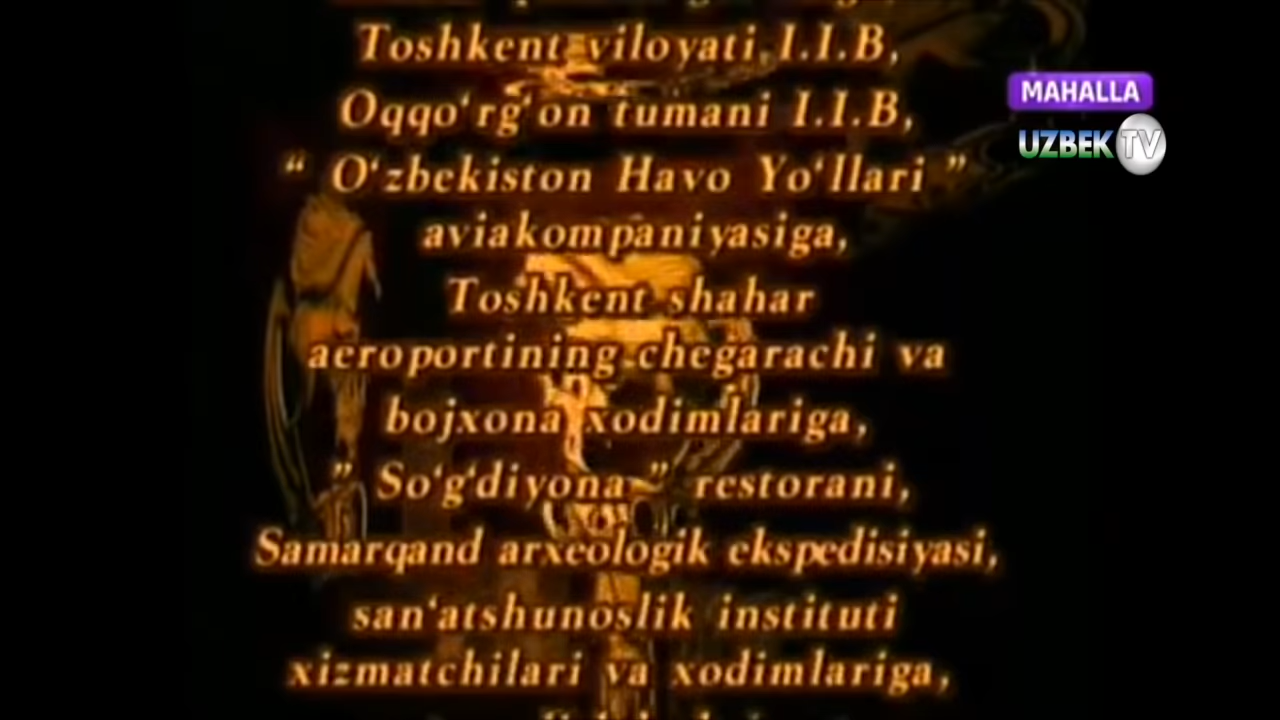 Toshkent viloyati I.I.B,
Oqqo‘rg‘on tumani I.I.B,
“ O‘zbekiston Havo Yo‘llari ”
aviakompaniyasiga,
Toshkent shahar
aeroportining chegarachi va
bojxona xodimlariga,
” So‘g‘diyona ” restorani,
Samarqand arxeologik ekspedisiyasi,
san‘atshunoslik instituti
xizmatchilari va xodimlariga,
MAHALLA
UZBEK TV